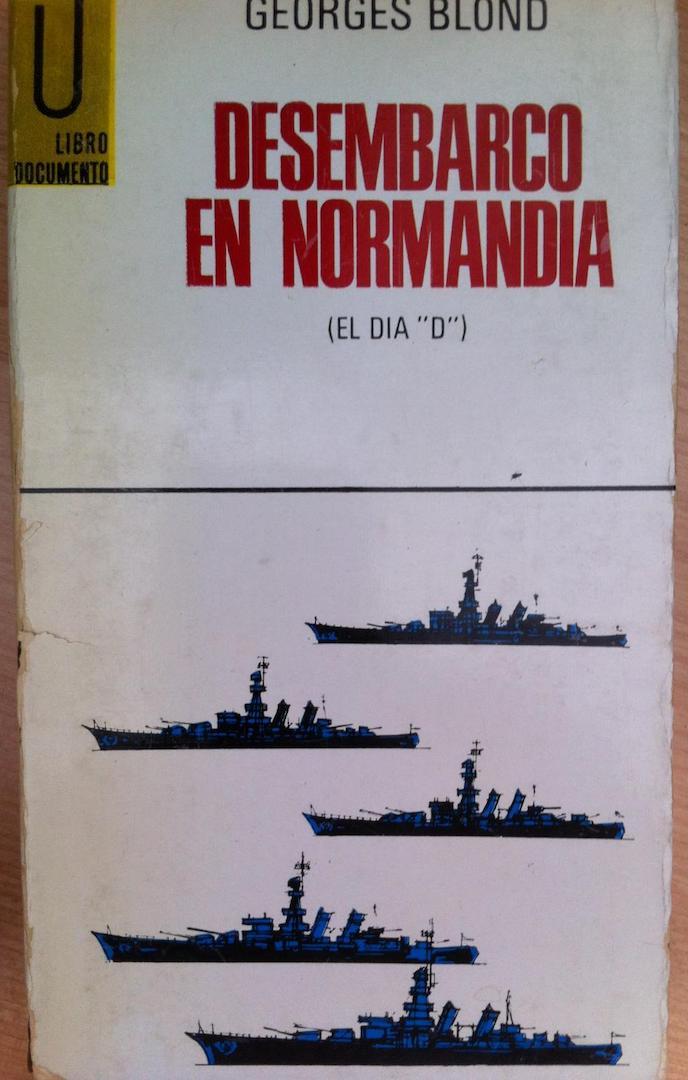 GEORGES BLOND
U
LIBRO
DOCUMENTO
DESEMBARCO
EN NORMANDIA
(EL DIA "D")